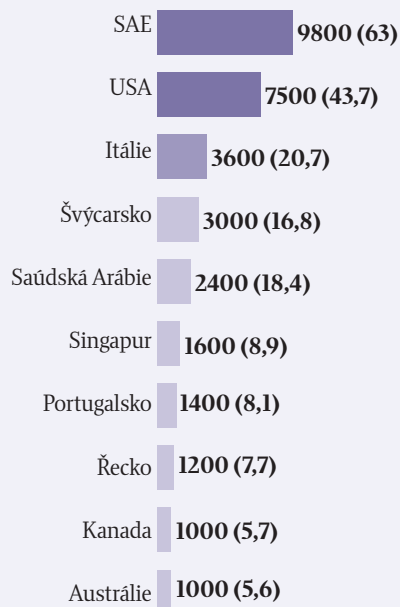 SAE 9800 (63)
USA 7500 (43,7)
Itálie 3600 (20,7)
Švýcarsko 3000 (16,8)
Saúdská Arábie 2400 (18,4)
Singapur 1600 (8,9)
Portugalsko 1400 (8,1)
Řecko 1200 (7,7)
Kanada 1000 (5,7)
Austrálie 1000 (5,6)